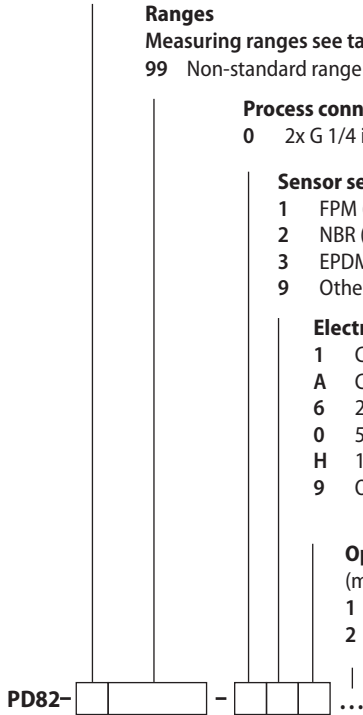 Ranges
Measuring ranges see ta
99 Non-standard range
Process conn
0 2x G 1/4 i
Sensor se
1 FPM
2 NBR (
3 EPDM
9 Othe
Electr
1 C
A C
6 2
0 5
H 1
9 C
Op
(m
1
2
PD82- - ...